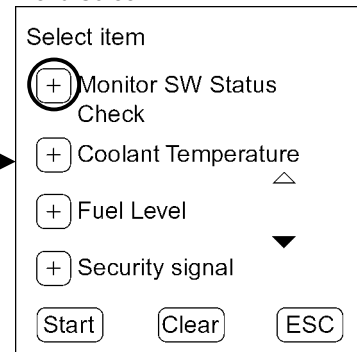 Select item
+ Monitor SW Status
Check
+ Coolant Temperature
+ Fuel Level
+ Security signal
Start Clear ESC